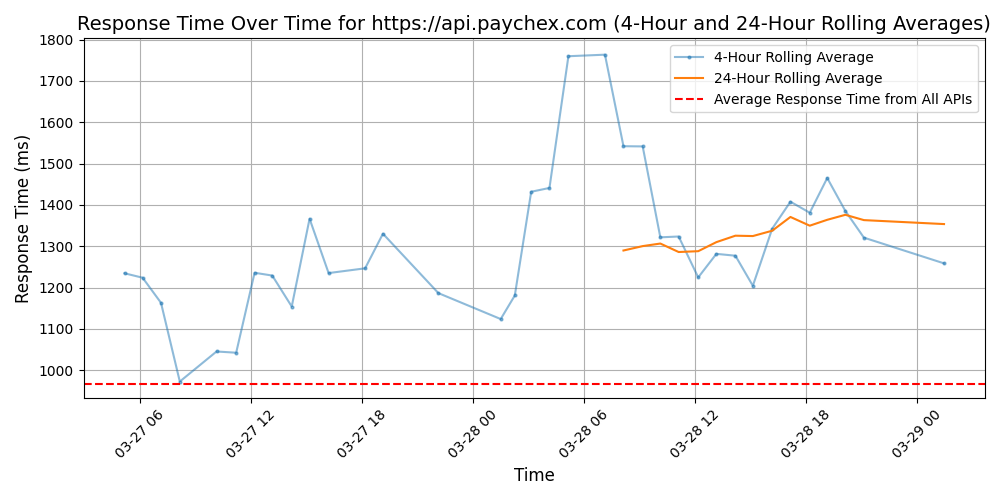 Response Time Over Time for https://api.paychex.com (4-Hour and 24-Hour Rolling Averages)
4-Hour Rolling Average
24-Hour Rolling Average
Average Response Time from All APIs
Response Time (ms)
1800
1700
1600
1500
1400
1300
1200
1100
1000
03-27 06
03-27 12
03-27 18
03-28 00
03-28 06
03-28 12
03-28 18
03-29 00
Time